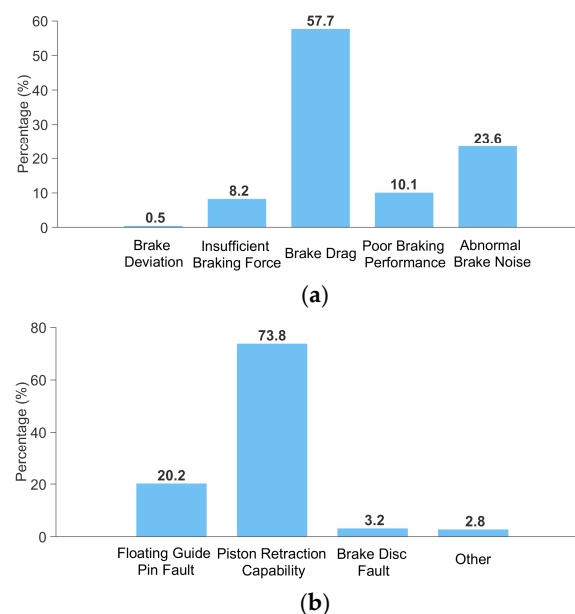 Percentage (%)
60
50
40
30
20
10
0
0.5
8.2
57.7
10.1
23.6
Brake
Deviation
Insufficient
Braking Force
Brake Drag
Poor Braking
Performance
Abnormal
Brake Noise
(a)
Percentage (%)
80
60
40
20
0
20.2
73.8
3.2
2.8
Floating Guide
Pin Fault
Piston Retraction
Capability
Brake Disc
Fault
Other
(b)